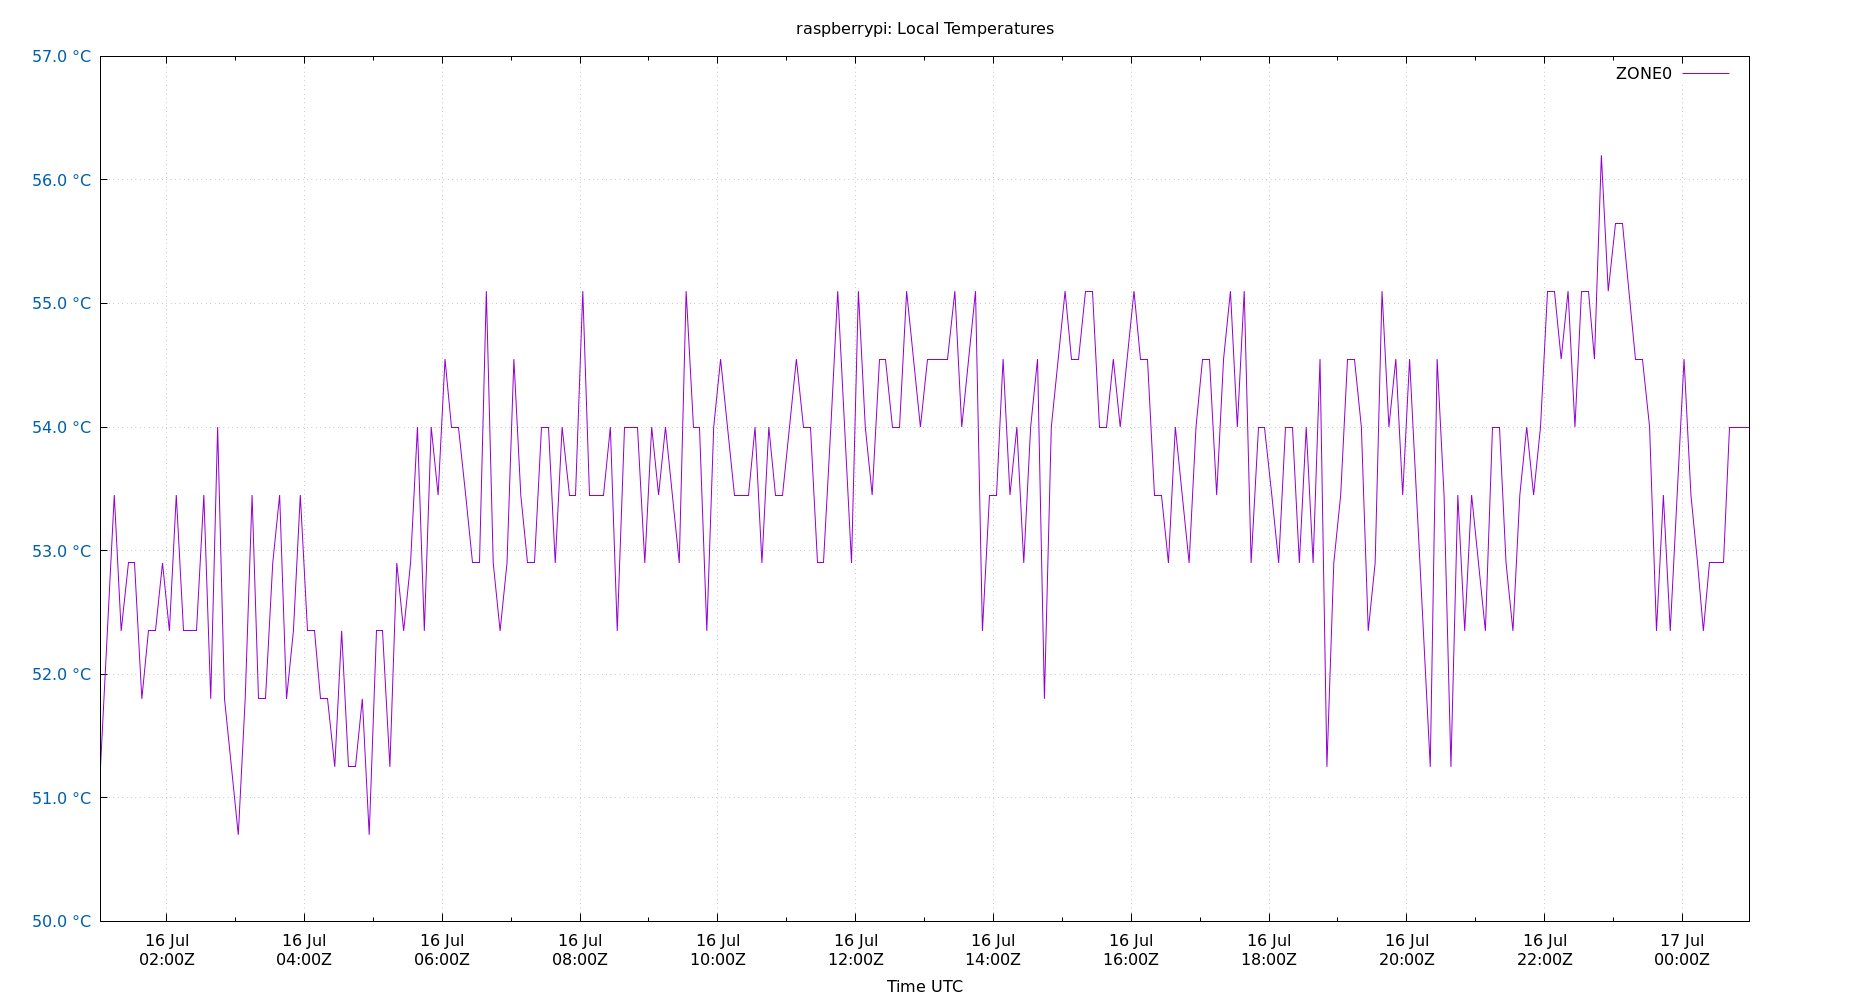 raspberrypi: Local Temperatures
57.0 °C
ZONE0
56.0 °C
55.0 °C
54.0 °C
53.0 °C
52.0 °C
51.0 °C
50.0 °C
16 Jul 16 Jul 16 Jul 16 Jul 16 Jul 16 Jul 16 Jul 16 Jul 16 Jul 16 Jul 16 Jul 17 Jul
02:00Z 04:00Z 06:00Z 08:00Z 10:00Z 12:00Z 14:00Z 16:00Z 18:00Z 20:00Z 22:00Z 00:00Z
Time UTC